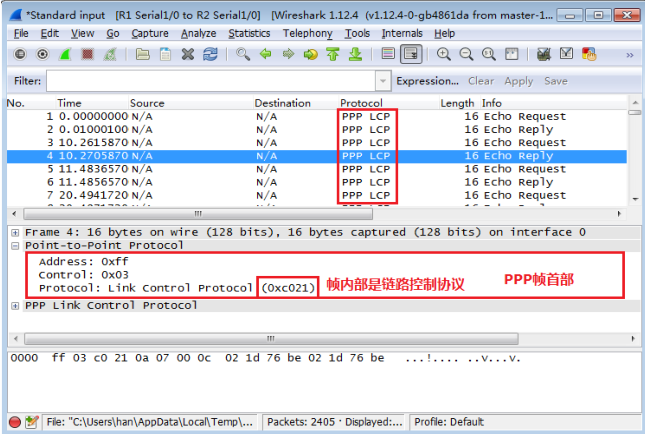 *Standard input [R1 Serial1/0 to R2 Serial1/0] [Wireshark 1.12.4 (v1.12.4-0-gb4861da from master-1...
File Edit View Go Capture Analyze Statistics Telephony Tools Internals Help
Filter: Expression... Clear Apply Save
No. Time Source Destination Protocol Length Info
1 0.00000000 N/A N/A PPP LCP 16 Echo Request
2 0.01000100 N/A N/A PPP LCP 16 Echo Reply
3 10.2615870 N/A N/A PPP LCP 16 Echo Request
4 10.2705870 N/A N/A PPP LCP 16 Echo Reply
5 11.4836570 N/A N/A PPP LCP 16 Echo Request
6 11.4856570 N/A N/A PPP LCP 16 Echo Reply
7 20.4941720 N/A N/A PPP LCP 16 Echo Request
Frame 4: 16 bytes on wire (128 bits), 16 bytes captured (128 bits) on interface 0
Point-to-Point Protocol
Address: 0xff
Control: 0x03
Protocol: Link Control Protocol (0xc021) 帧内部是链路控制协议 PPP帧首部
PPP Link Control Protocol
0000 ff 03 c0 21 0a 07 00 0c 02 1d 76 be 02 1d 76 be ...!.... ..v...v.
File: "C:\Users\han\AppData\Local\Temp\... Packets: 2405 · Displayed:... Profile: Default